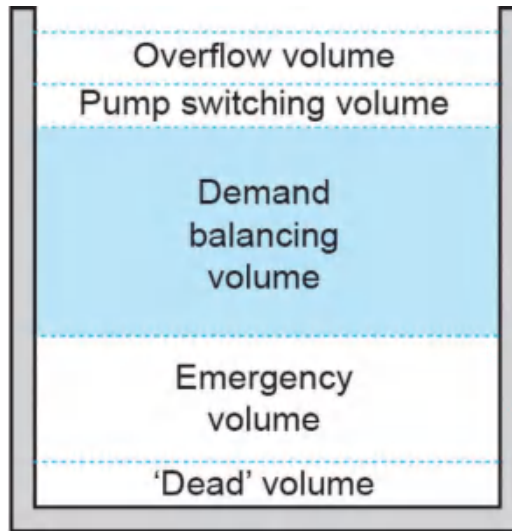 Overflow volume
Pump switching volume
Demand
balancing
volume
Emergency
volume
‘Dead’ volume